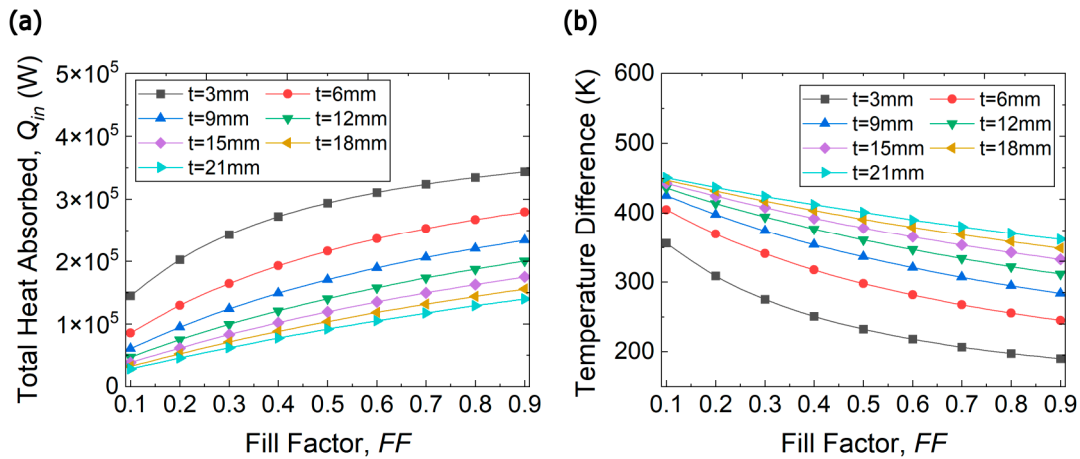 (a)
Total Heat Absorbed, Qin (W)
5×10⁵
4×10⁵
3×10⁵
2×10⁵
1×10⁵
0
t=3mm t=6mm
t=9mm t=12mm
t=15mm t=18mm
t=21mm
0.1 0.2 0.3 0.4 0.5 0.6 0.7 0.8 0.9
Fill Factor, FF
(b)
Temperature Difference (K)
600
500
400
300
200
t=3mm t=6mm
t=9mm t=12mm
t=15mm t=18mm
t=21mm
0.1 0.2 0.3 0.4 0.5 0.6 0.7 0.8 0.9
Fill Factor, FF